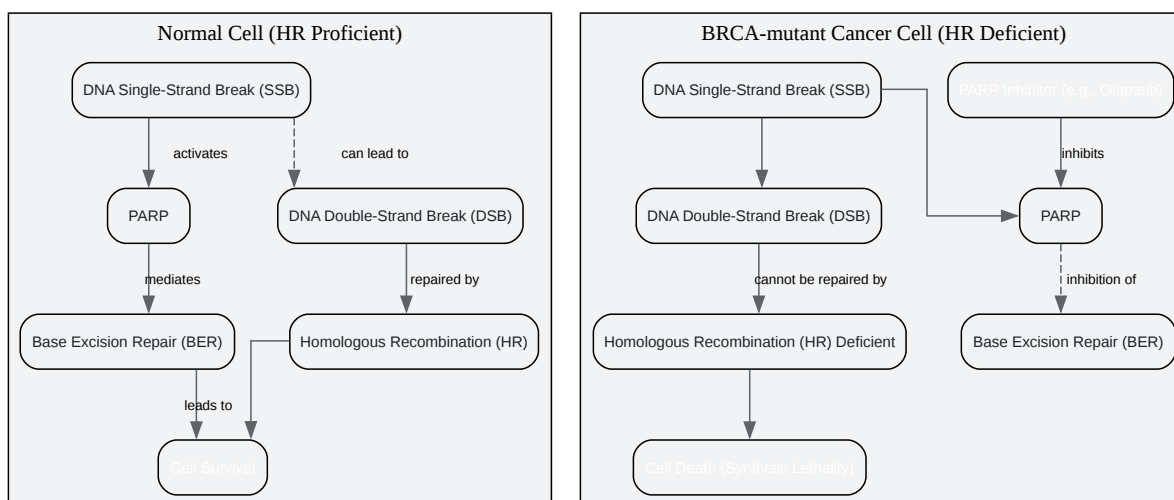 Normal Cell (HR Proficient)
DNA Single-Strand Break (SSB)
activates
can lead to
PARP
DNA Double-Strand Break (DSB)
mediates
repaired by
Base Excision Repair (BER)
Homologous Recombination (HR)
leads to
Cell Survival
BRCA-mutant Cancer Cell (HR Deficient)
DNA Single-Strand Break (SSB)
PARP Inhibitor (e.g., Olaparib)
inhibits
DNA Double-Strand Break (DSB)
PARP
cannot be repaired by
inhibition of
Homologous Recombination (HR) Deficient
Base Excision Repair (BER)
Cell Death (Synthetic Lethality)